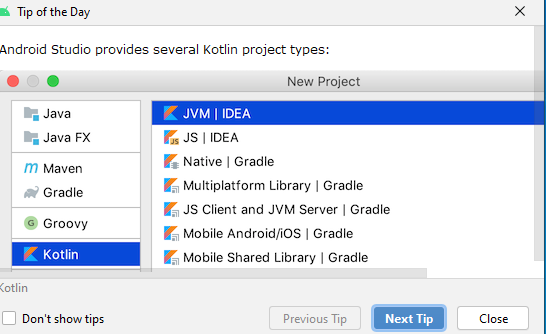 Tip of the Day
Android Studio provides several Kotlin project types:
New Project
Java
Java FX
Maven
Gradle
Groovy
Kotlin
JVM | IDEA
JS | IDEA
Native | Gradle
Multiplatform Library | Gradle
JS Client and JVM Server | Gradle
Mobile Android/iOS | Gradle
Mobile Shared Library | Gradle
Kotlin
Don't show tips
Previous Tip
Next Tip
Close